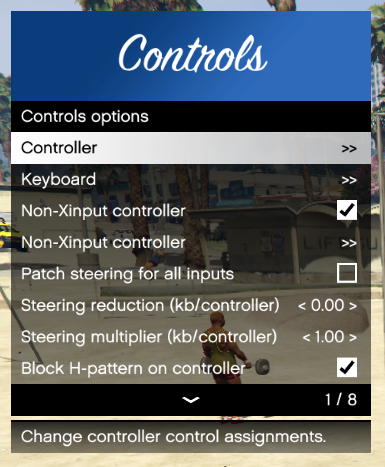 Controls
Controls options
Controller >>
Keyboard >>
Non-Xinput controller
Non-Xinput controller >>
Patch steering for all inputs
Steering reduction (kb/controller) < 0.00 >
Steering multiplier (kb/controller) < 1.00 >
Block H-pattern on controller
1 / 8
Change controller control assignments.